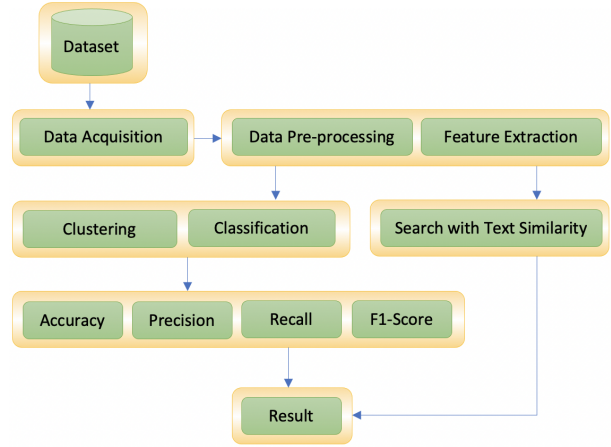 Dataset
Data Acquisition
Data Pre-processing
Feature Extraction
Clustering
Classification
Search with Text Similarity
Accuracy
Precision
Recall
F1-Score
Result